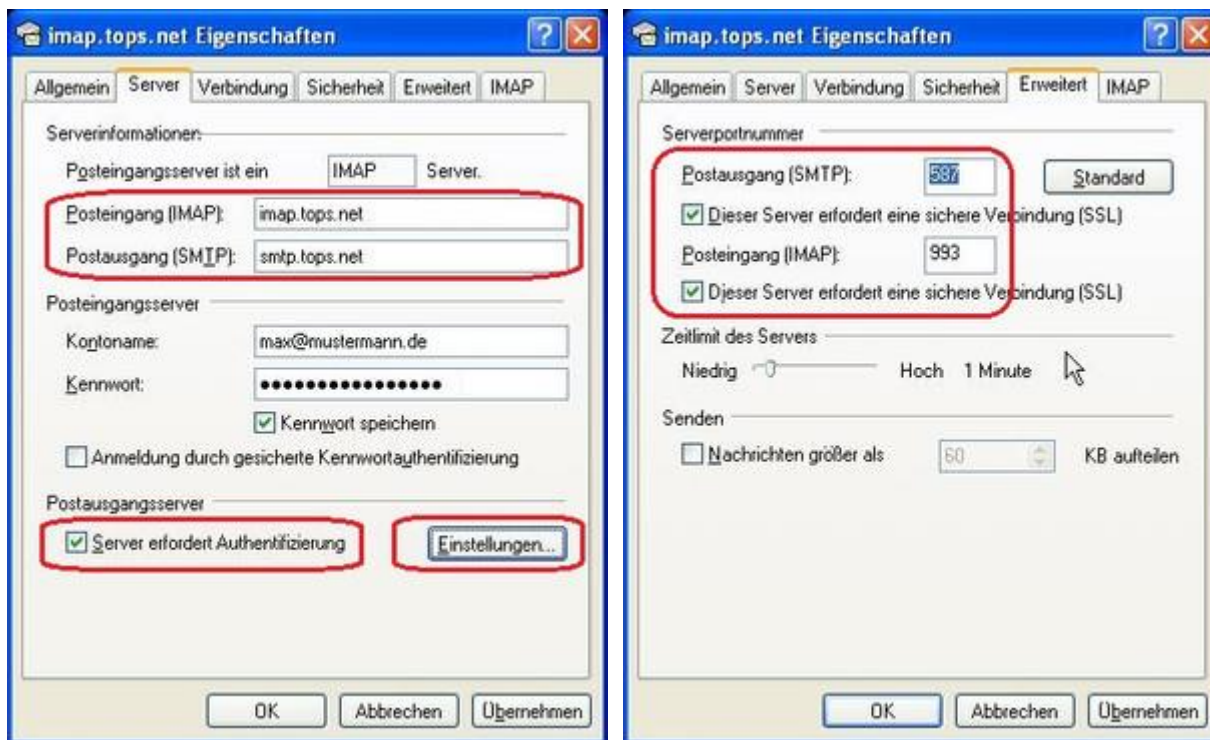 imap.tops.net Eigenschaften
Allgemein Server Verbindung Sicherheit Erweitert IMAP
Serverinformationen
Posteingangsserver ist ein IMAP Server.
Posteingang (IMAP): imap.tops.net
Postausgang (SMTP): smtp.tops.net
Posteingangsserver
Kontoname: max@mustermann.de
Kennwort: ●●●●●●●●●●●●●●●●
Kennwort speichern
Anmeldung durch gesicherte Kennwortauthentifizierung
Postausgangsserver
Server erfordert Authentifizierung Einstellungen...
OK Abbrechen Übernehmen
imap.tops.net Eigenschaften
Allgemein Server Verbindung Sicherheit Erweitert IMAP
Serverportnummer
Postausgang (SMTP): 587 Standard
Dieser Server erfordert eine sichere Verbindung (SSL)
Posteingang (IMAP): 993
Dieser Server erfordert eine sichere Verbindung (SSL)
Zeitlimit des Servers
Niedrig Hoch 1 Minute
Senden
Nachrichten größer als 60 KB aufteilen
OK Abbrechen Übernehmen